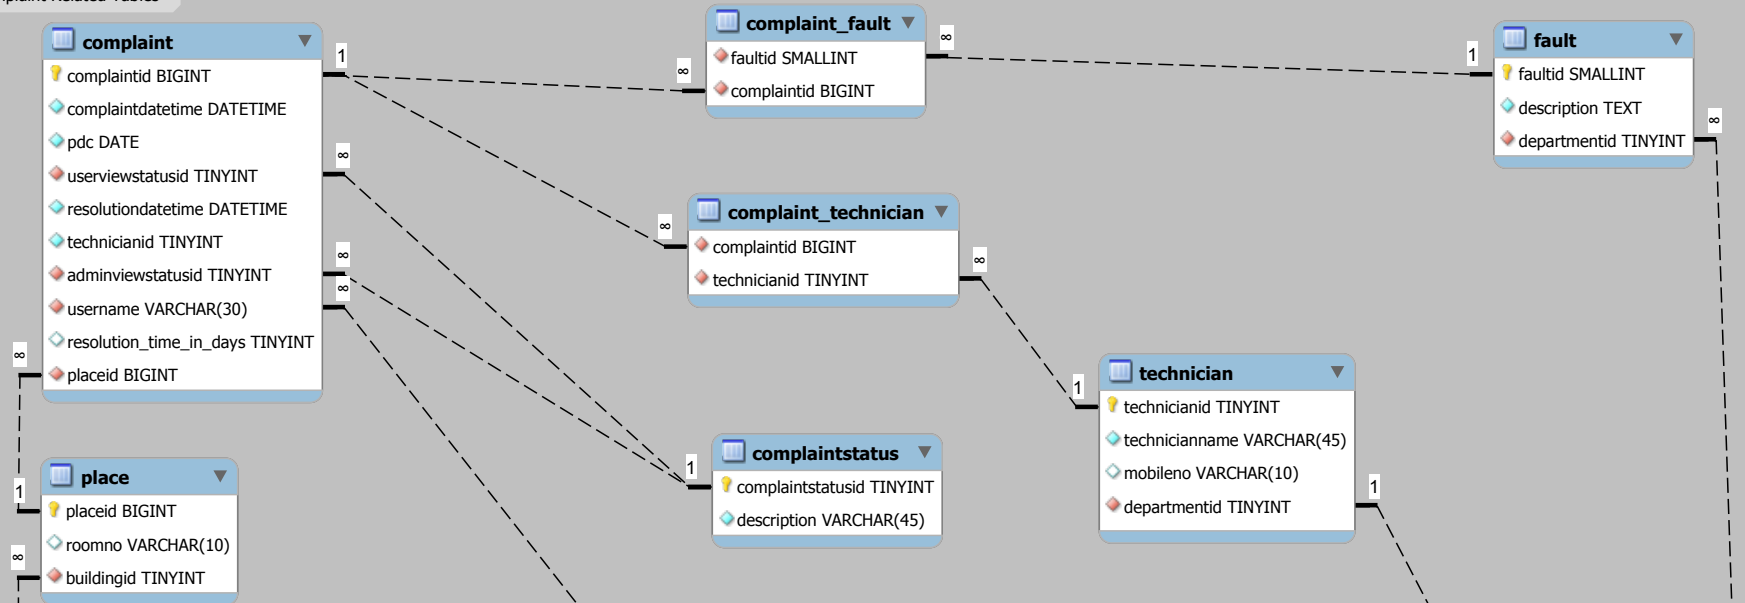 complaint
complaintid BIGINT
complaintdatetime DATETIME
pdc DATE
userviewstatusid TINYINT
resolutiondatetime DATETIME
technicianid TINYINT
adminviewstatusid TINYINT
username VARCHAR(30)
resolution_time_in_days TINYINT
placeid BIGINT
1
∞
∞
∞
∞
1
∞
place
placeid BIGINT
roomno VARCHAR(10)
buildingid TINYINT
complaint_fault
faultid SMALLINT
complaintid BIGINT
∞
∞
complaint_technician
complaintid BIGINT
technicianid TINYINT
∞
∞
complaintstatus
complaintstatusid TINYINT
description VARCHAR(45)
1
technician
technicianid TINYINT
technicianname VARCHAR(45)
mobileno VARCHAR(10)
departmentid TINYINT
1
1
fault
faultid SMALLINT
description TEXT
departmentid TINYINT
1
∞